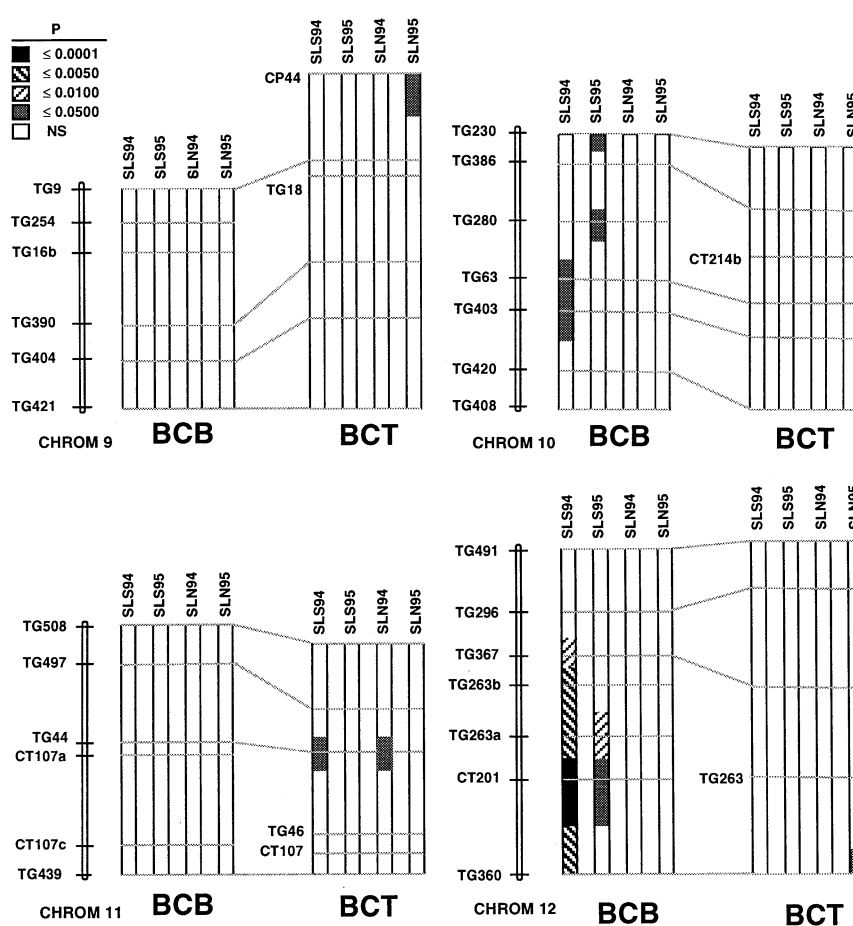 P
≤ 0.0001
≤ 0.0050
≤ 0.0100
≤ 0.0500
NS
SLS94
SLS95
6LN94
SLN95
TG9
TG254
TG16b
TG390
TG404
TG421
CHROM 9
BCB
SLS94
SLS95
SLN94
SLN95
CP44
TG18
BCT
SLS94
SLS95
SLN94
SLN95
TG230
TG386
TG280
TG63
TG403
TG420
TG408
CHROM 10
BCB
SLS94
SLS95
SLN94
SLN95
CT214b
BCT
SLS94
SLS95
SLN94
SLN95
TG508
TG497
TG44
CT107a
CT107c
TG439
CHROM 11
BCB
SLS94
SLS95
SLN94
SLN95
TG46
CT107
BCT
SLS94
SLS95
SLN94
SLN95
TG491
TG296
TG367
TG263b
TG263a
CT201
TG360
CHROM 12
BCB
SLS94
SLS95
SLN94
TG263
BCT